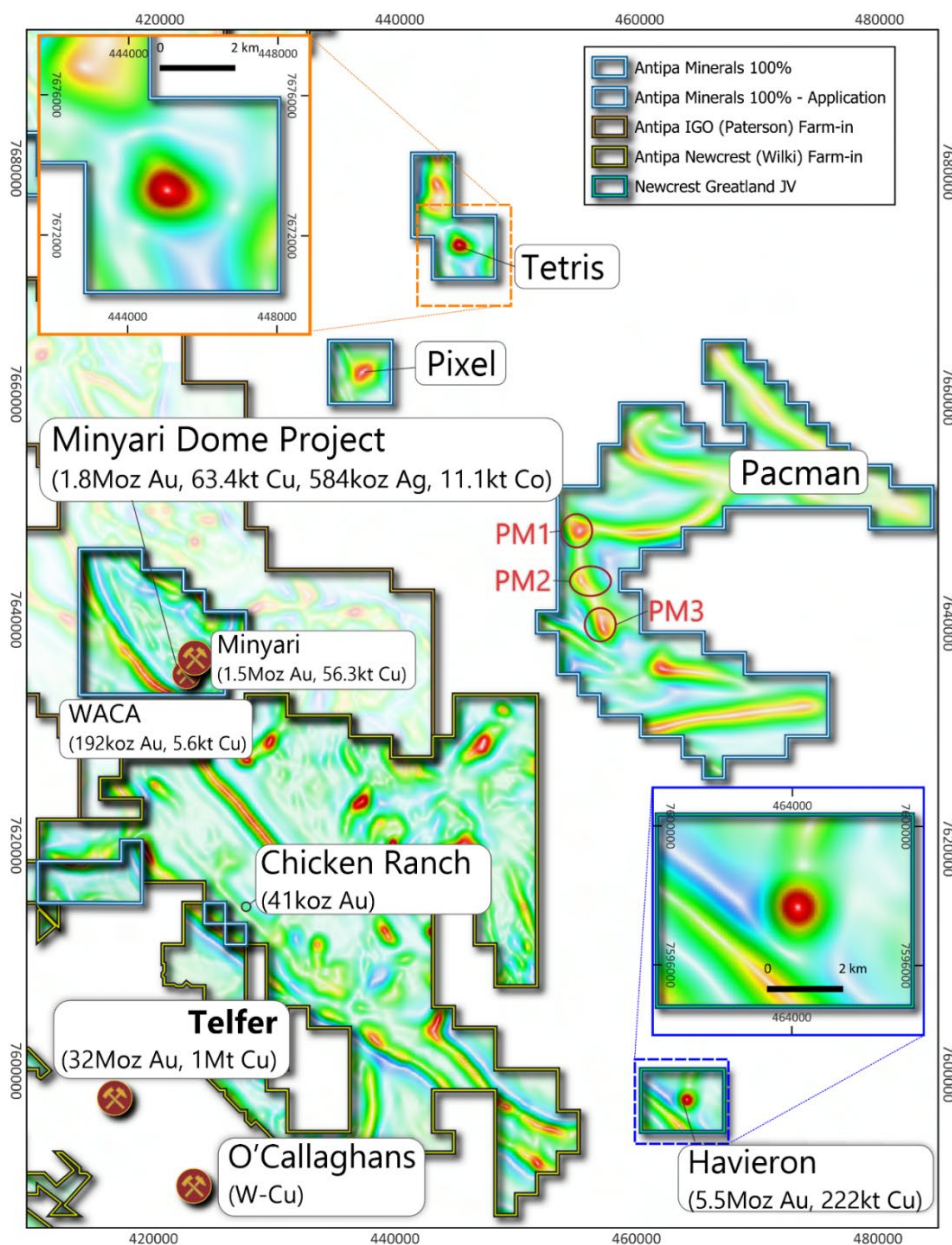 420000
440000
460000
480000
444000
0
2 km
448000
7676000
7676000
7672000
7672000
444000
448000
Antipa Minerals 100%
Antipa Minerals 100% - Application
Antipa IGO (Paterson) Farm-in
Antipa Newcrest (Wilki) Farm-in
Newcrest Greatland JV
7680000
7680000
Tetris
Pixel
7660000
7660000
Minyari Dome Project
(1.8Moz Au, 63.4kt Cu, 584koz Ag, 11.1kt Co)
Pacman
PM1
PM2
PM3
7640000
7640000
Minyari
(1.5Moz Au, 56.3kt Cu)
WACA
(192koz Au, 5.6kt Cu)
7620000
7620000
464000
7600000
7600000
7596000
7596000
0
2 km
464000
Chicken Ranch
(41koz Au)
Telfer
(32Moz Au, 1Mt Cu)
7600000
7600000
O'Callaghans
(W-Cu)
Havieron
(5.5Moz Au, 222kt Cu)
420000
440000
460000
480000